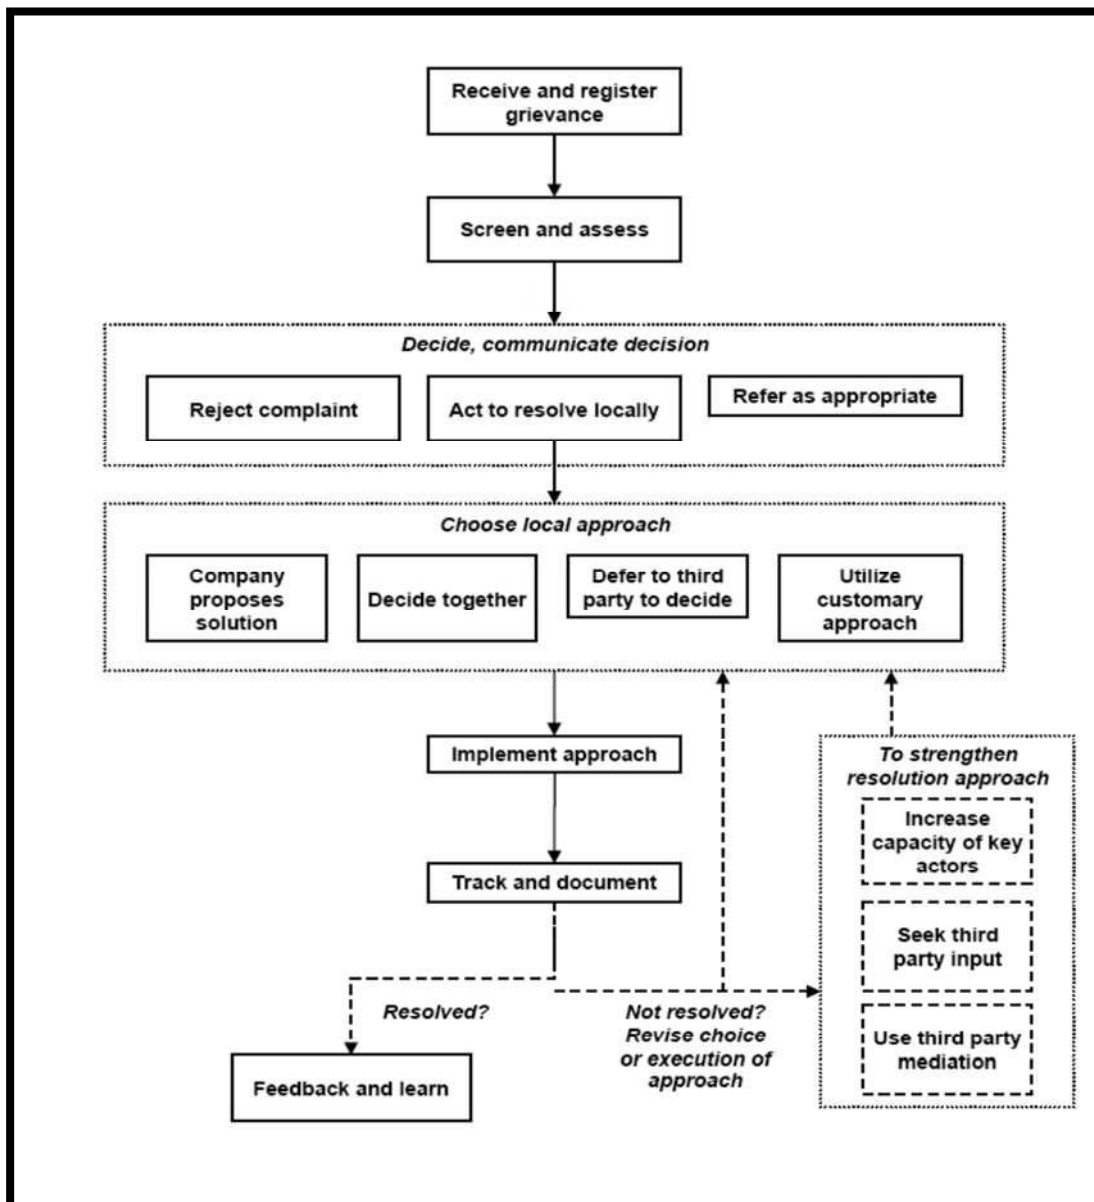 Receive and register
grievance
Screen and assess
Decide, communicate decision
Reject complaint
Act to resolve locally
Refer as appropriate
Choose local approach
Company
proposes
solution
Decide together
Defer to third
party to decide
Utilize
customary
approach
Implement approach
To strengthen
resolution approach
Increase
capacity of key
actors
Track and document
Seek third
party input
Resolved?
Not resolved?
Revise choice
or execution of
approach
Use third party
mediation
Feedback and learn